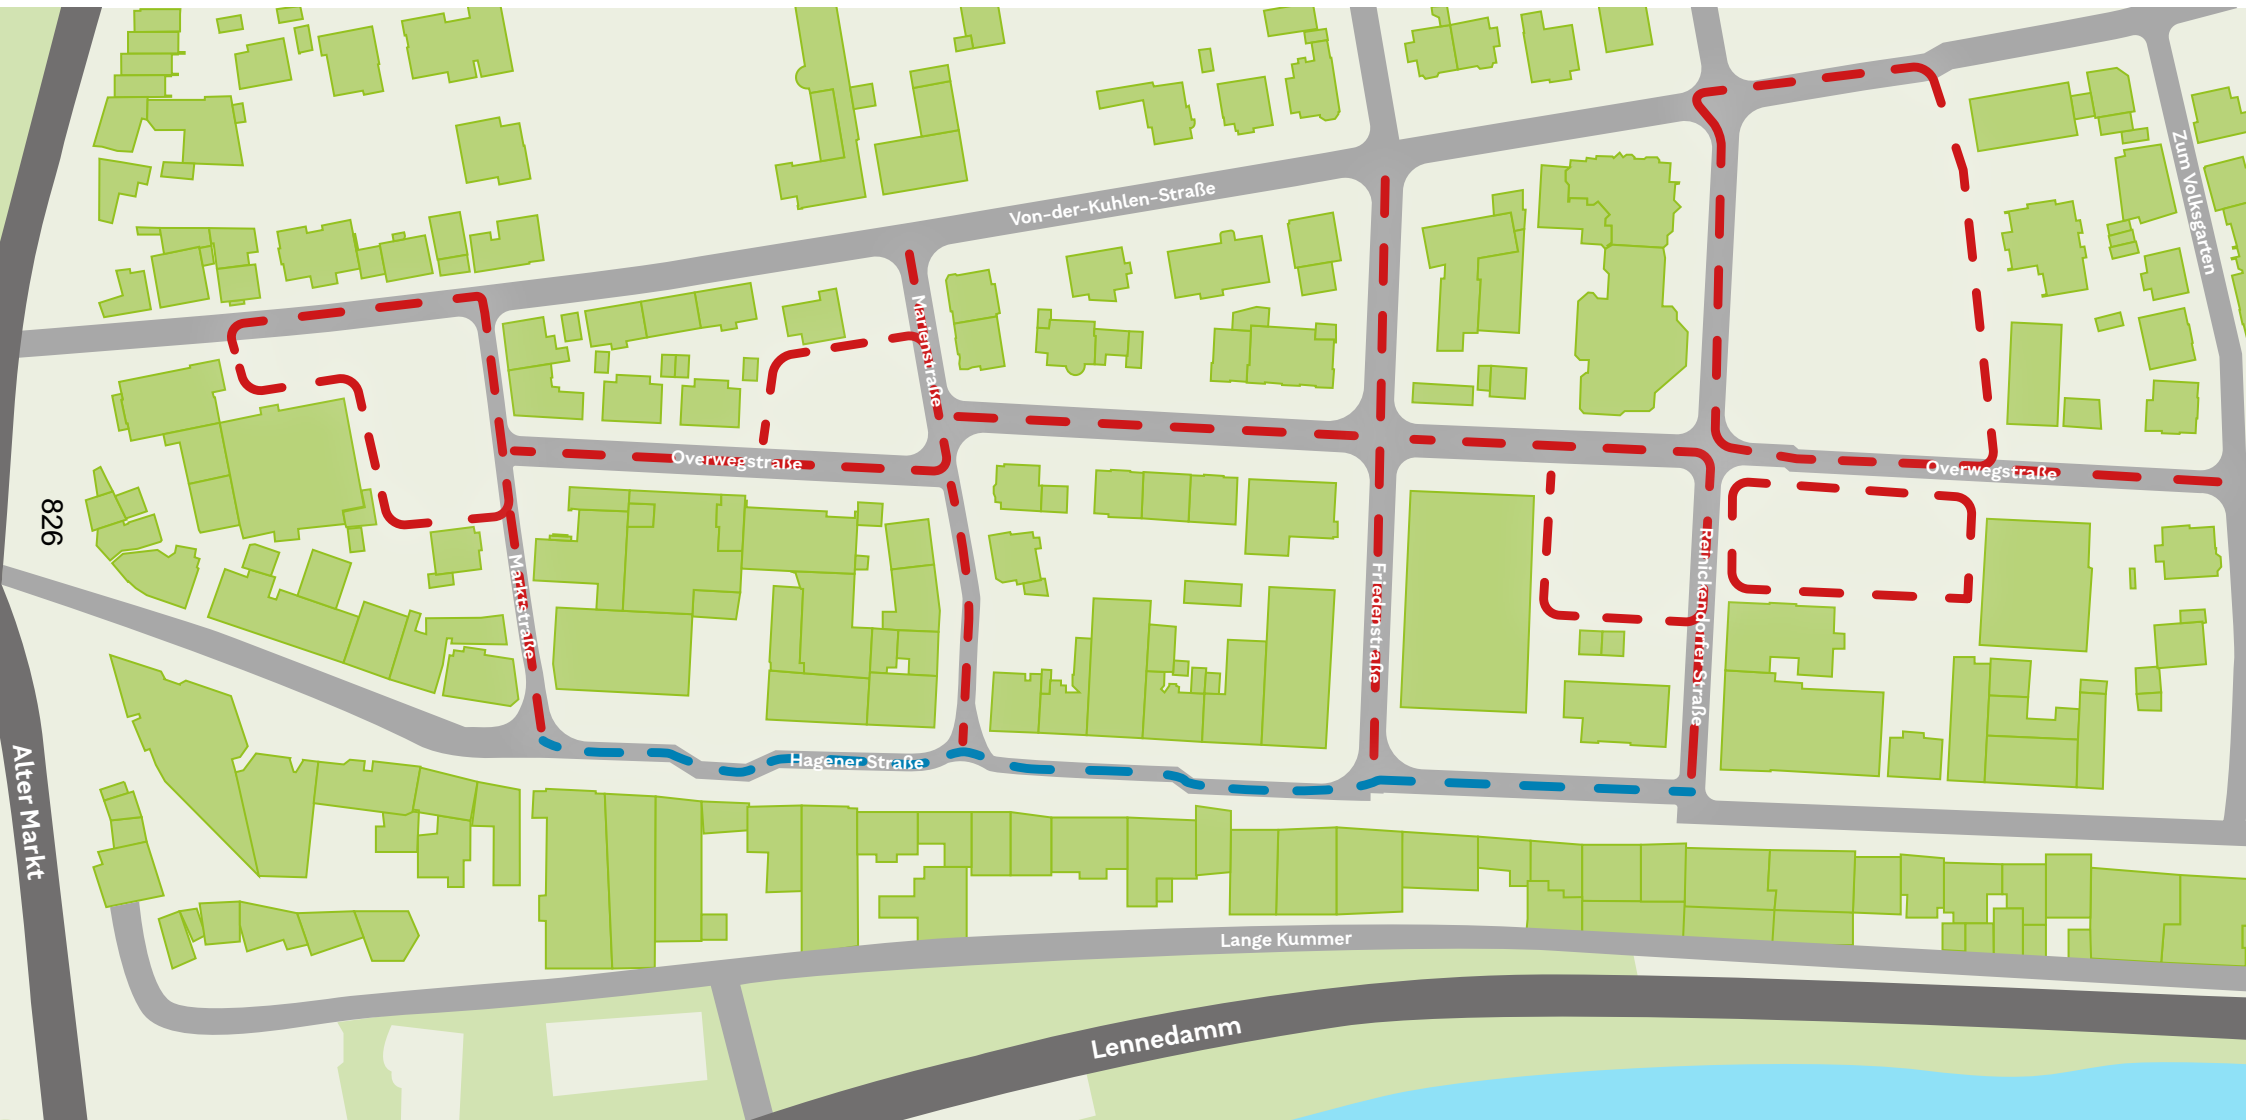 Zum Volksgarten
Von-der-Kuhlen-Straße
Marienstraße
Overwegstraße
Overwegstraße
826
Marktstraße
Friedenstraße
Reinickendorfer Straße
Hagener Straße
Alter Markt
Lange Kummer
Lennedamm